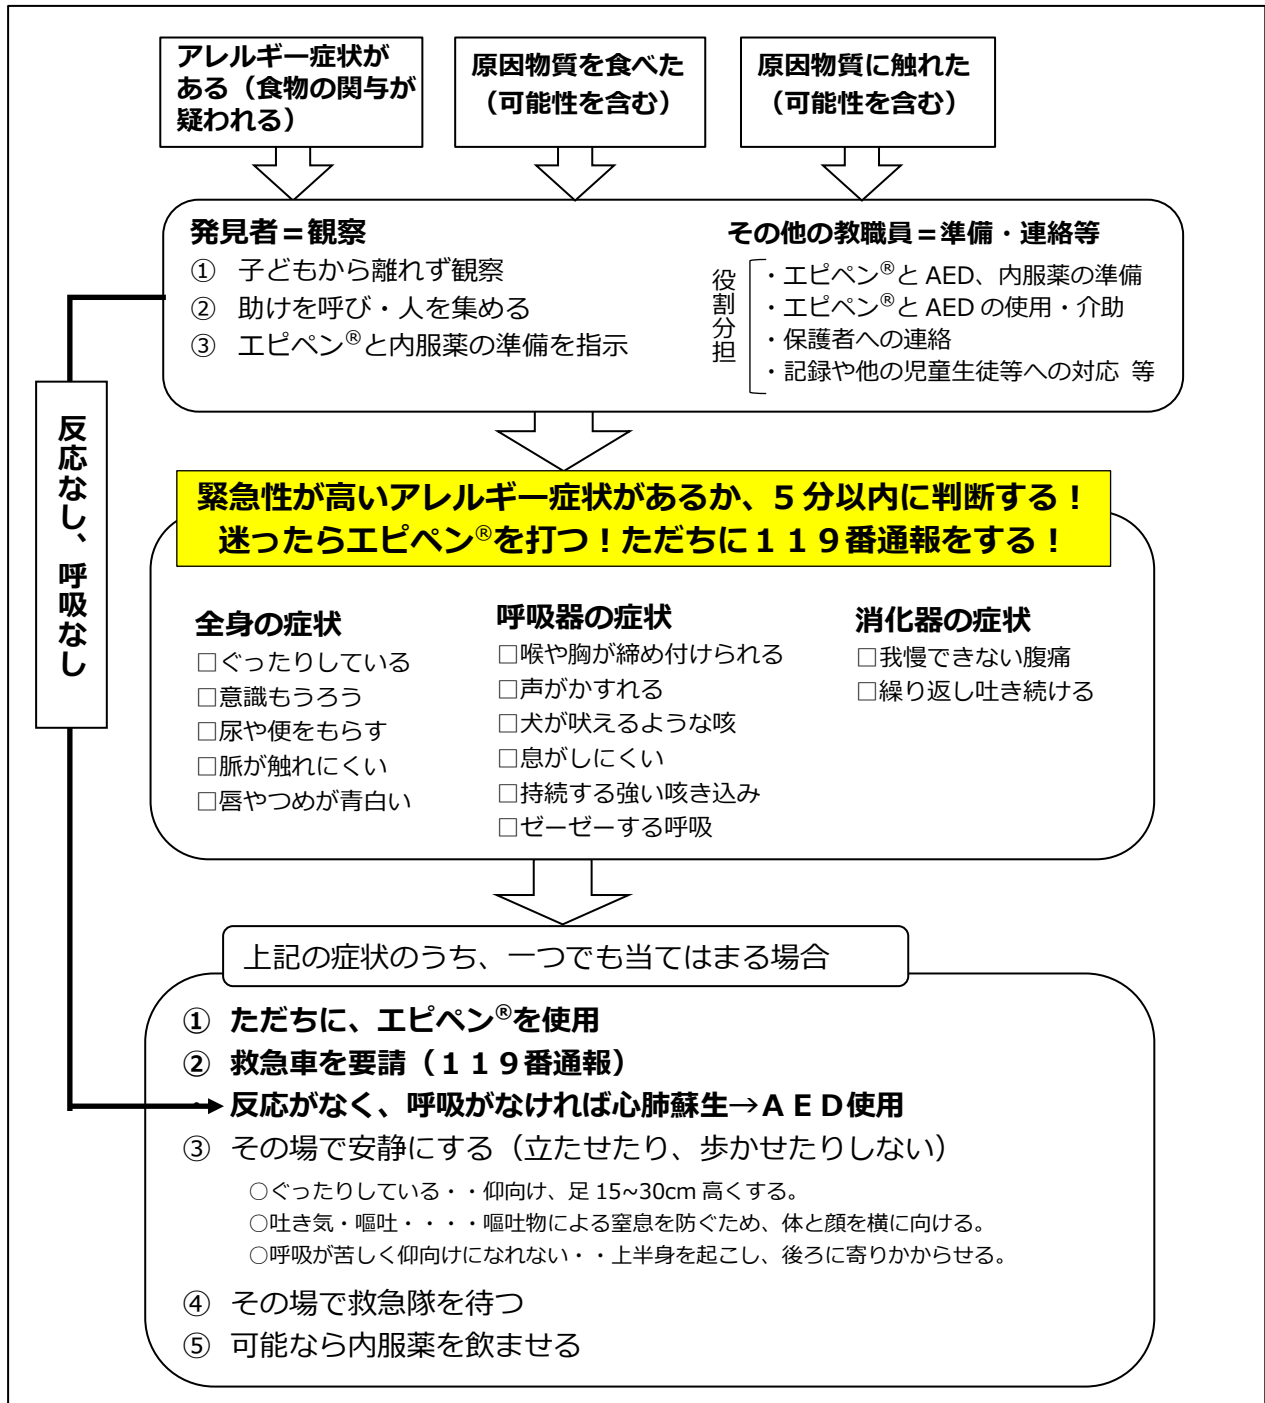 アレルギー症状が
ある（食物の関与が
疑われる）
原因物質を食べた
（可能性を含む）
原因物質に触れた
（可能性を含む）
発見者＝観察
① 子どもから離れず観察
② 助けを呼び・人を集める
③ エピペン®と内服薬の準備を指示
その他の教職員＝準備・連絡等
役割分担
・エピペン®と AED、内服薬の準備
・エピペン®と AED の使用・介助
・保護者への連絡
・記録や他の児童生徒等への対応 等
反応なし、呼吸なし
緊急性が高いアレルギー症状があるか、５分以内に判断する！
迷ったらエピペン®を打つ！ただちに１１９番通報をする！
全身の症状
□ぐったりしている
□意識もうろう
□尿や便をもらす
□脈が触れにくい
□唇やつめが青白い
呼吸器の症状
□喉や胸が締め付けられる
□声がかすれる
□犬が吠えるような咳
□息がしにくい
□持続する強い咳き込み
□ゼーゼーする呼吸
消化器の症状
□我慢できない腹痛
□繰り返し吐き続ける
上記の症状のうち、一つでも当てはまる場合
① ただちに、エピペン®を使用
② 救急車を要請（１１９番通報）
反応がなく、呼吸がなければ心肺蘇生→ＡＥＤ使用
③ その場で安静にする（立たせたり、歩かせたりしない）
○ぐったりしている・・仰向け、足 15~30cm 高くする。
○吐き気・嘔吐・・・・嘔吐物による窒息を防ぐため、体と顔を横に向ける。
○呼吸が苦しく仰向けになれない・・上半身を起こし、後ろに寄りかからせる。
④ その場で救急隊を待つ
⑤ 可能なら内服薬を飲ませる